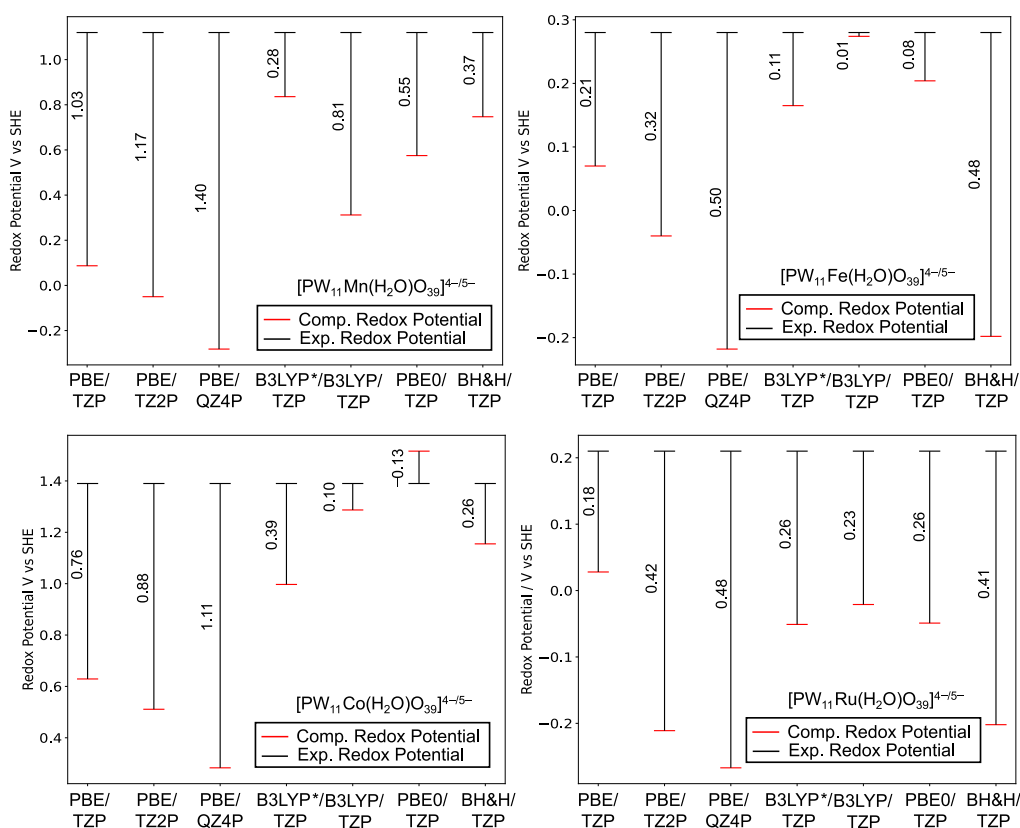 Redox Potential V vs SHE
1.0
0.8
0.6
0.4
0.2
0.0
−0.2
1.03
1.17
1.40
0.28
0.81
0.55
0.37
[PW₁₁Mn(H₂O)O₃₉]⁴⁻/⁵⁻
Comp. Redox Potential
Exp. Redox Potential
PBE/ PBE/ PBE/ B3LYP*/ B3LYP/ PBE0/ BH&H/
TZP TZ2P QZ4P TZP TZP TZP TZP
Redox Potential V vs SHE
0.3
0.2
0.1
0.0
−0.1
−0.2
0.21
0.32
0.50
0.11
0.01
0.08
0.48
[PW₁₁Fe(H₂O)O₃₉]⁴⁻/⁵⁻
Comp. Redox Potential
Exp. Redox Potential
PBE/ PBE/ PBE/ B3LYP*/ B3LYP/ PBE0/ BH&H/
TZP TZ2P QZ4P TZP TZP TZP TZP
Redox Potential V vs SHE
1.4
1.2
1.0
0.8
0.6
0.4
0.76
0.88
1.11
0.39
0.10
−0.13
0.26
[PW₁₁Co(H₂O)O₃₉]⁴⁻/⁵⁻
Comp. Redox Potential
Exp. Redox Potential
PBE/ PBE/ PBE/ B3LYP*/ B3LYP/ PBE0/ BH&H/
TZP TZ2P QZ4P TZP TZP TZP TZP
Redox Potential / V vs SHE
0.2
0.1
0.0
−0.1
−0.2
0.18
0.42
0.48
0.26
0.23
0.26
0.41
[PW₁₁Ru(H₂O)O₃₉]⁴⁻/⁵⁻
Comp. Redox Potential
Exp. Redox Potential
PBE/ PBE/ PBE/ B3LYP*/ B3LYP/ PBE0/ BH&H/
TZP TZ2P QZ4P TZP TZP TZP TZP